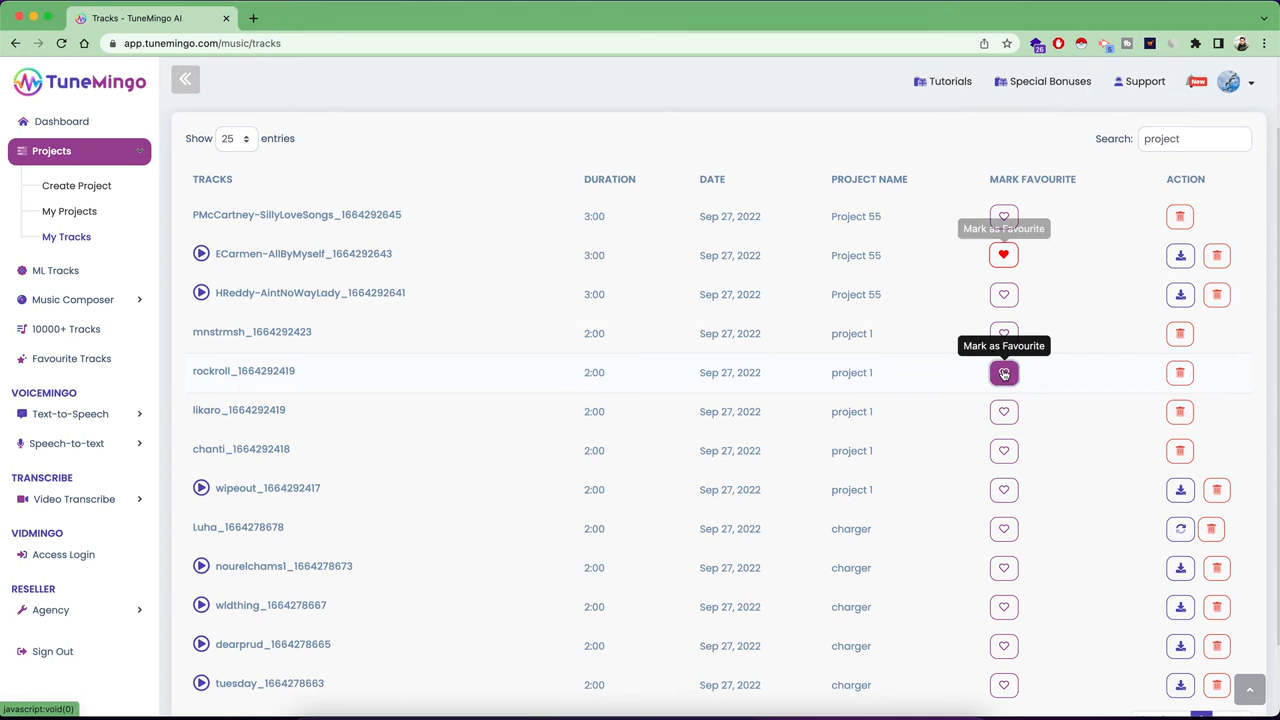 Tracks - TuneMingo AI
app.tunemingo.com/music/tracks
26
5
TuneMingo
Tutorials
Special Bonuses
Support
New
Dashboard
Projects
Create Project
My Projects
My Tracks
ML Tracks
Music Composer
10000+ Tracks
Favourite Tracks
VOICEMINGO
Text-to-Speech
Speech-to-text
TRANSCRIBE
Video Transcribe
VIDMINGO
Access Login
RESELLER
Agency
Sign Out
Show 25 entries
Search: project
TRACKS DURATION DATE PROJECT NAME MARK FAVOURITE ACTION
PMcCartney-SillyLoveSongs_1664292645 3:00 Sep 27, 2022 Project 55
Mark as Favourite
ECarmen-AllByMyself_1664292643 3:00 Sep 27, 2022 Project 55
HReddy-AintNoWayLady_1664292641 3:00 Sep 27, 2022 Project 55
mnstrmsh_1664292423 2:00 Sep 27, 2022 project 1
Mark as Favourite
rockroll_1664292419 2:00 Sep 27, 2022 project 1
likaro_1664292419 2:00 Sep 27, 2022 project 1
chanti_1664292418 2:00 Sep 27, 2022 project 1
wipeout_1664292417 2:00 Sep 27, 2022 project 1
Luha_1664278678 2:00 Sep 27, 2022 charger
nourelchams1_1664278673 2:00 Sep 27, 2022 charger
wldthing_1664278667 2:00 Sep 27, 2022 charger
dearprud_1664278665 2:00 Sep 27, 2022 charger
tuesday_1664278663 2:00 Sep 27, 2022 charger
javascript:void(0)